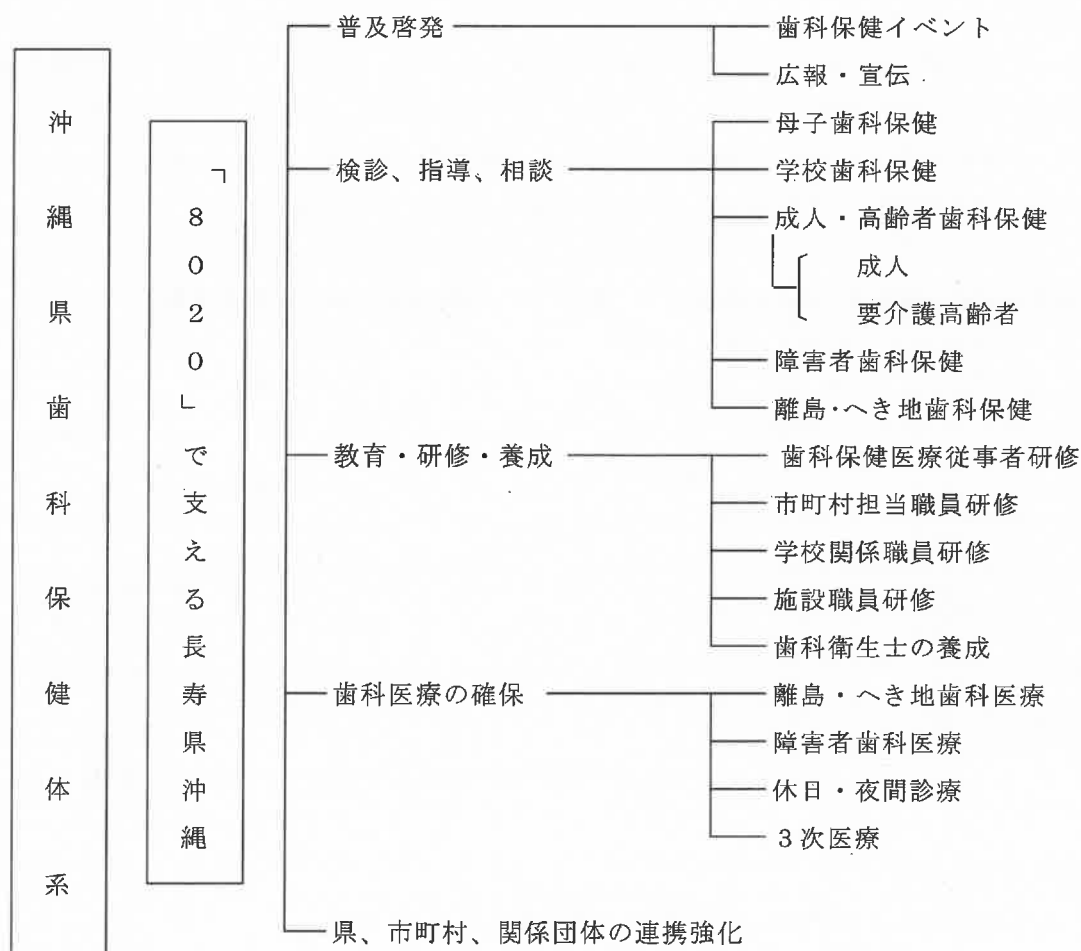 沖縄県歯科保健体系
「8020」で支える長寿県沖縄
普及啓発
歯科保健イベント
広報・宣伝
検診、指導、相談
母子歯科保健
学校歯科保健
成人・高齢者歯科保健
成人
要介護高齢者
障害者歯科保健
離島・へき地歯科保健
教育・研修・養成
歯科保健医療従事者研修
市町村担当職員研修
学校関係職員研修
施設職員研修
歯科衛生士の養成
歯科医療の確保
離島・へき地歯科医療
障害者歯科医療
休日・夜間診療
3次医療
県、市町村、関係団体の連携強化